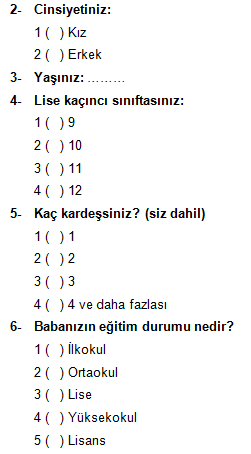 2- Cinsiyetiniz:
1 ( ) Kız
2 ( ) Erkek
3- Yaşınız: ………
4- Lise kaçıncı sınıftasınız:
1 ( ) 9
2 ( ) 10
3 ( ) 11
4 ( ) 12
5- Kaç kardeşsiniz? (siz dahil)
1 ( ) 1
2 ( ) 2
3 ( ) 3
4 ( ) 4 ve daha fazlası
6- Babanızın eğitim durumu nedir?
1 ( ) İlkokul
2 ( ) Ortaokul
3 ( ) Lise
4 ( ) Yüksekokul
5 ( ) Lisans